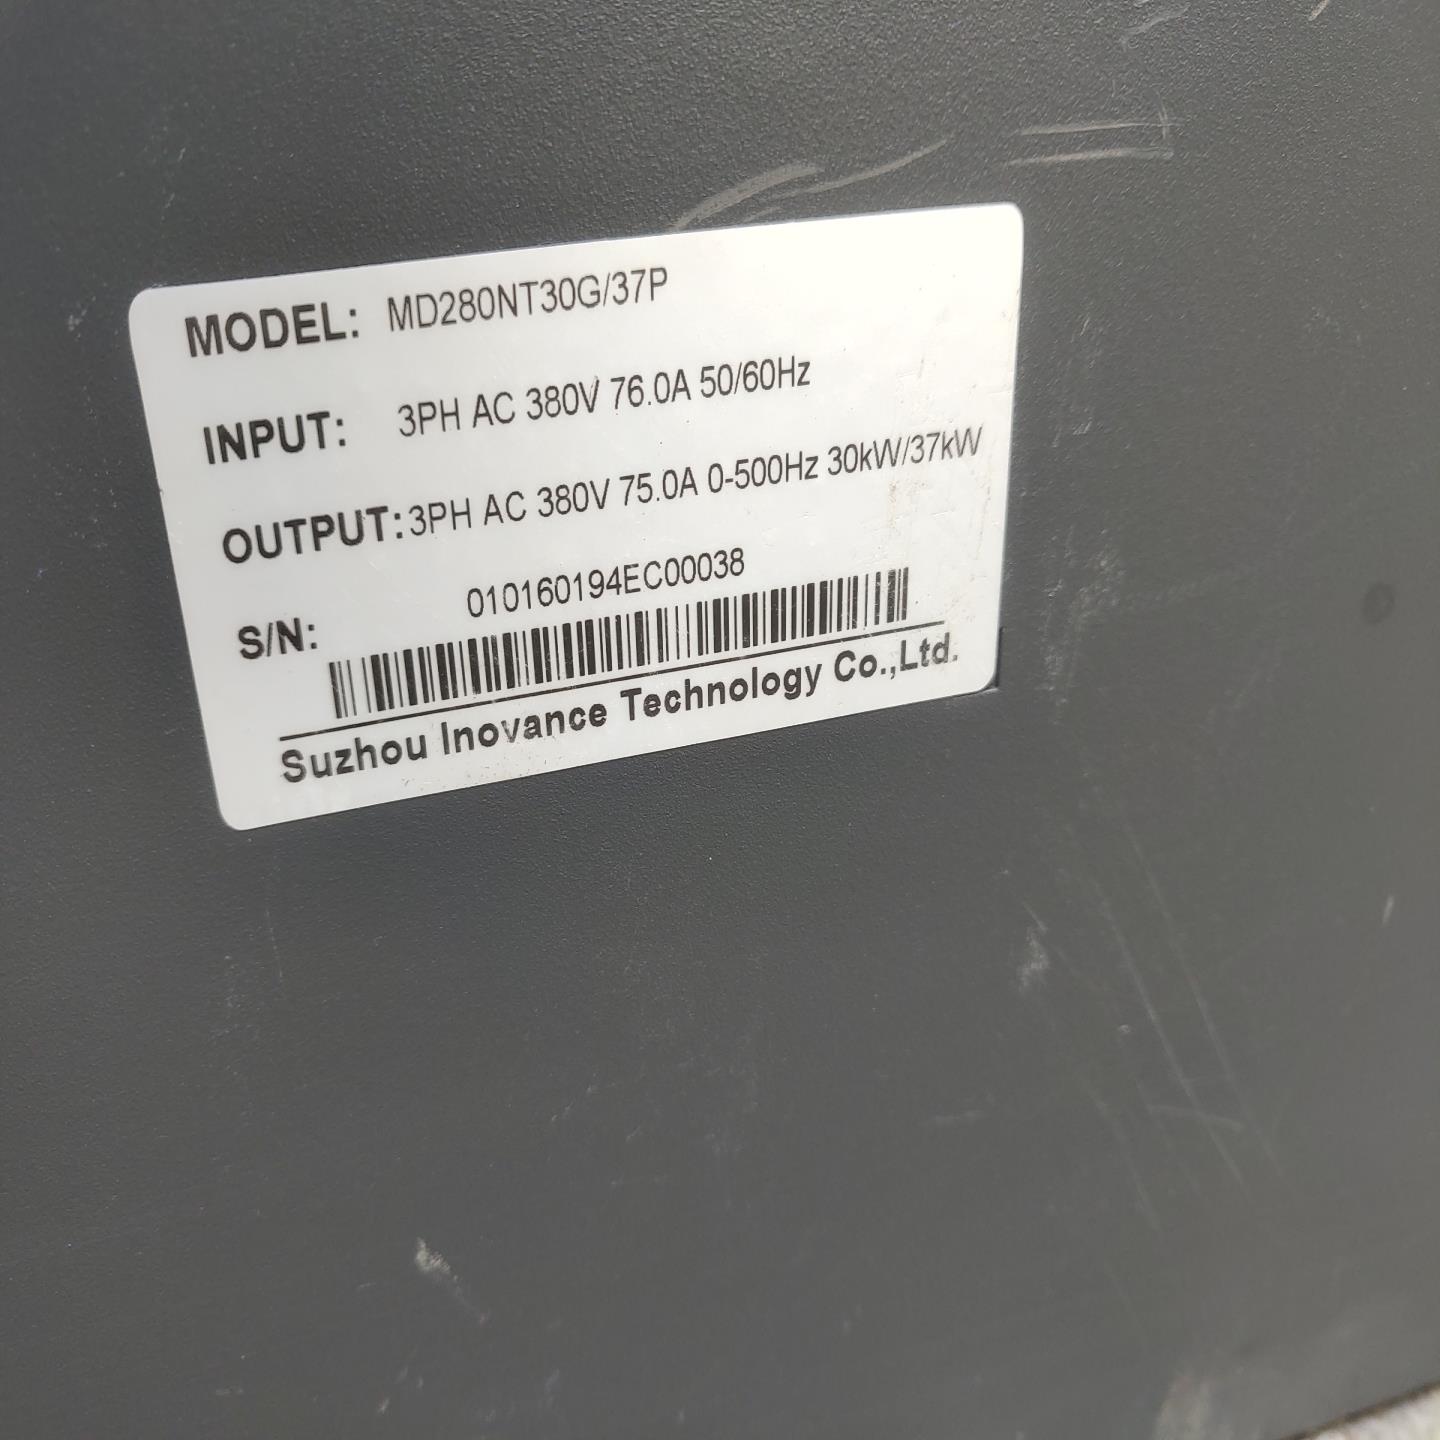 MODEL: MD280NT30G/37P
INPUT: 3PH AC 380V 76.0A 50/60Hz
OUTPUT: 3PH AC 380V 75.0A 0-500Hz 30kW/37kW
S/N: 010160194EC00038
Suzhou Inovance Technology Co.,Ltd.